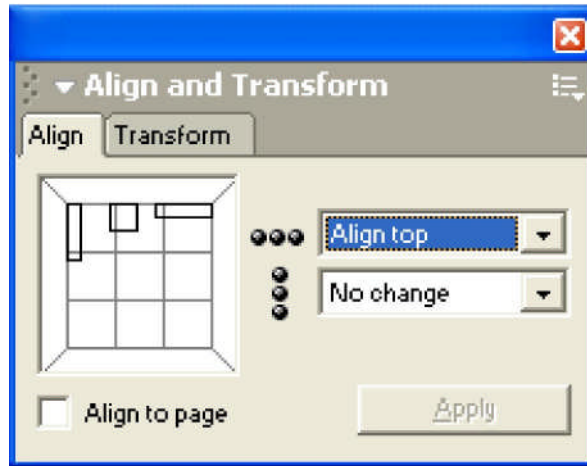 Align and Transform
Align Transform
Align top
No change
Align to page
Apply